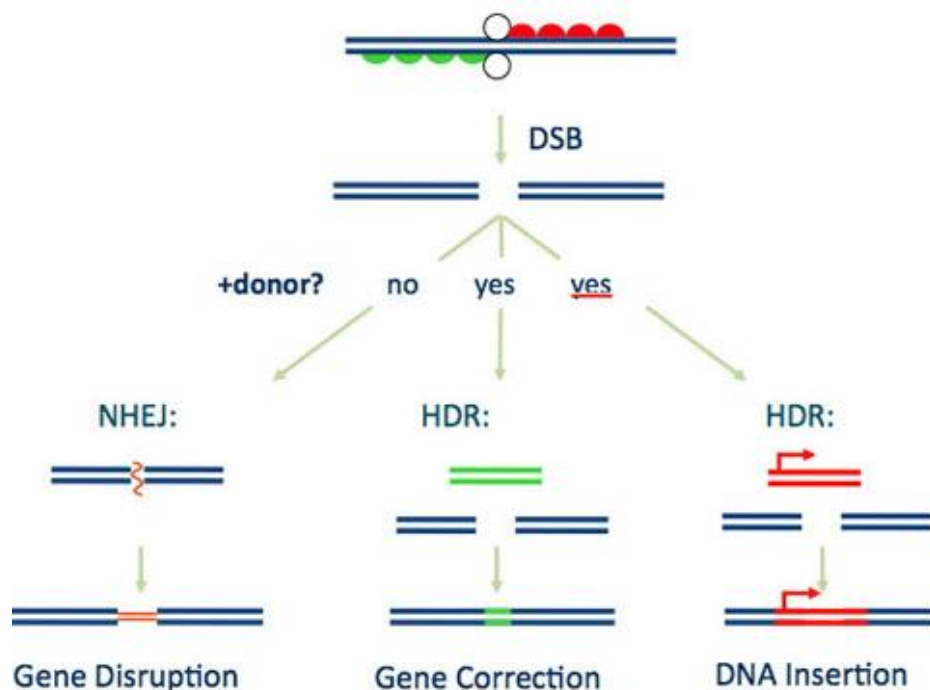 DSB
+donor? no yes yes
NHEJ: HDR: HDR:
Gene Disruption Gene Correction DNA Insertion